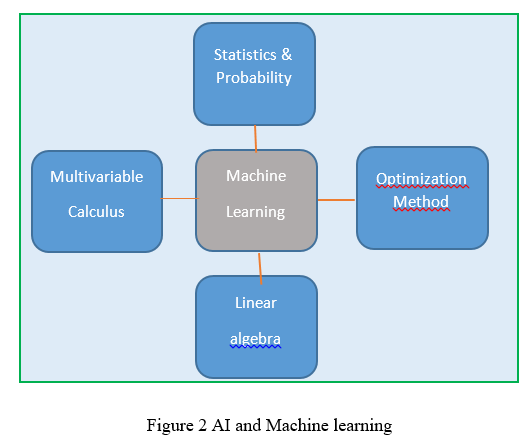 Statistics &
Probability
Multivariable
Calculus
Machine
Learning
Optimization
Method
Linear
algebra
Figure 2 AI and Machine learning